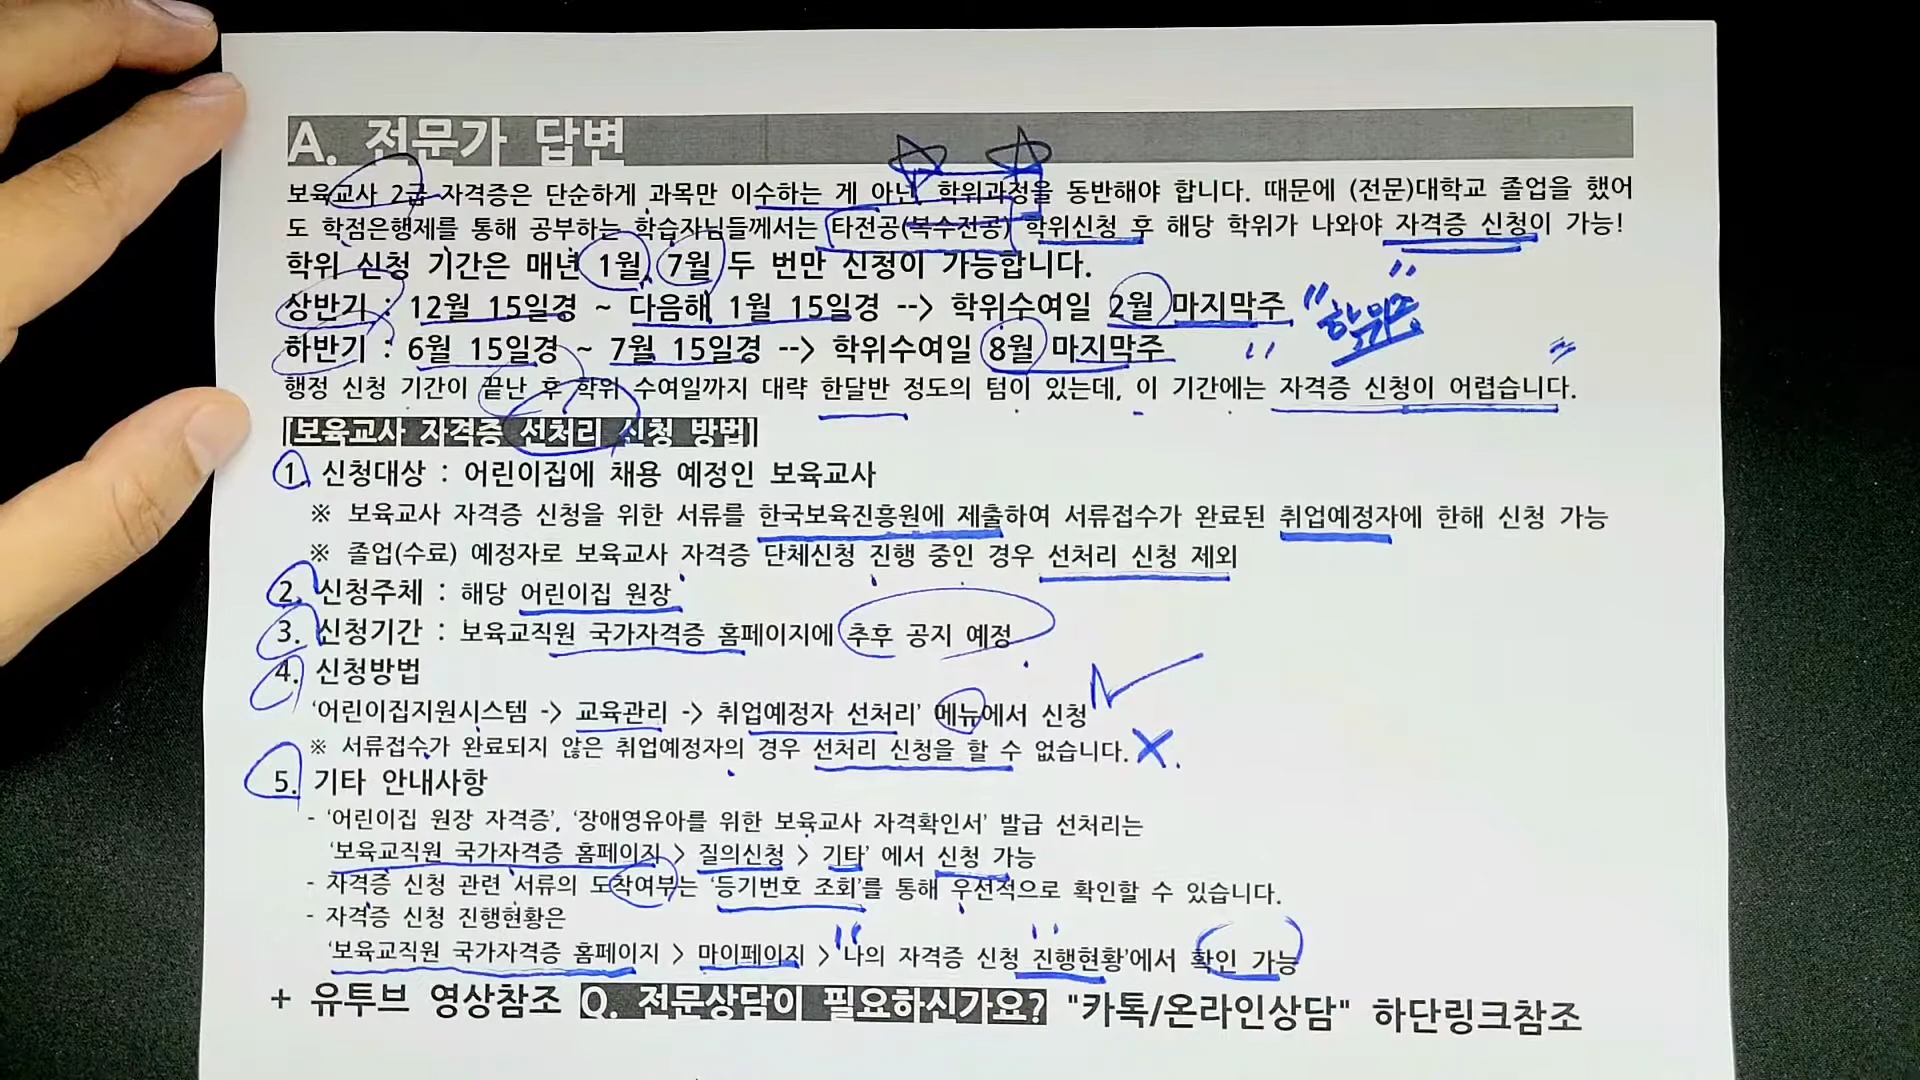 A. 전문가 답변
보육교사 2급 자격증은 단순하게 과목만 이수하는 게 아닌, 학위과정을 동반해야 합니다. 때문에 (전문)대학교 졸업을 했어
도 학점은행제를 통해 공부하는 학습자님들께서는 타전공(복수전공) 학위신청 후 해당 학위가 나와야 자격증 신청이 가능!
학위 신청 기간은 매년 1월, 7월 두 번만 신청이 가능합니다.
상반기 : 12월 15일경 ~ 다음해 1월 15일경 --> 학위수여일 2월 마지막주
하반기 : 6월 15일경 ~ 7월 15일경 --> 학위수여일 8월 마지막주
행정 신청 기간이 끝난 후 학위 수여일까지 대략 한달반 정도의 텀이 있는데, 이 기간에는 자격증 신청이 어렵습니다.
[보육교사 자격증 선처리 신청 방법]
1. 신청대상 : 어린이집에 채용 예정인 보육교사
※ 보육교사 자격증 신청을 위한 서류를 한국보육진흥원에 제출하여 서류접수가 완료된 취업예정자에 한해 신청 가능
※ 졸업(수료) 예정자로 보육교사 자격증 단체신청 진행 중인 경우 선처리 신청 제외
2. 신청주체 : 해당 어린이집 원장
3. 신청기간 : 보육교직원 국가자격증 홈페이지에 추후 공지 예정
4. 신청방법
'어린이집지원시스템 -> 교육관리 -> 취업예정자 선처리' 메뉴에서 신청
※ 서류접수가 완료되지 않은 취업예정자의 경우 선처리 신청을 할 수 없습니다.
5. 기타 안내사항
- '어린이집 원장 자격증', '장애영유아를 위한 보육교사 자격확인서' 발급 선처리는
'보육교직원 국가자격증 홈페이지 > 질의신청 > 기타' 에서 신청 가능
- 자격증 신청 관련 서류의 도착여부는 '등기번호 조회'를 통해 우선적으로 확인할 수 있습니다.
- 자격증 신청 진행현황은
'보육교직원 국가자격증 홈페이지 > 마이페이지 > '나의 자격증 신청 진행현황'에서 확인 가능
+ 유투브 영상참조 Q. 전문상담이 필요하신가요? "카톡/온라인상담" 하단링크참조